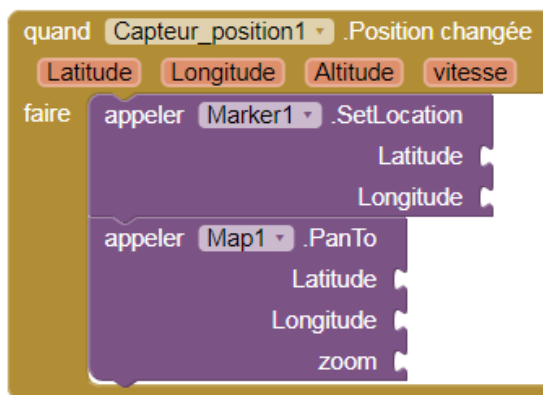 quand Capteur_position1 .Position changée
Latitude Longitude Altitude vitesse
faire appeler Marker1 .SetLocation
Latitude
Longitude
appeler Map1 .PanTo
Latitude
Longitude
zoom